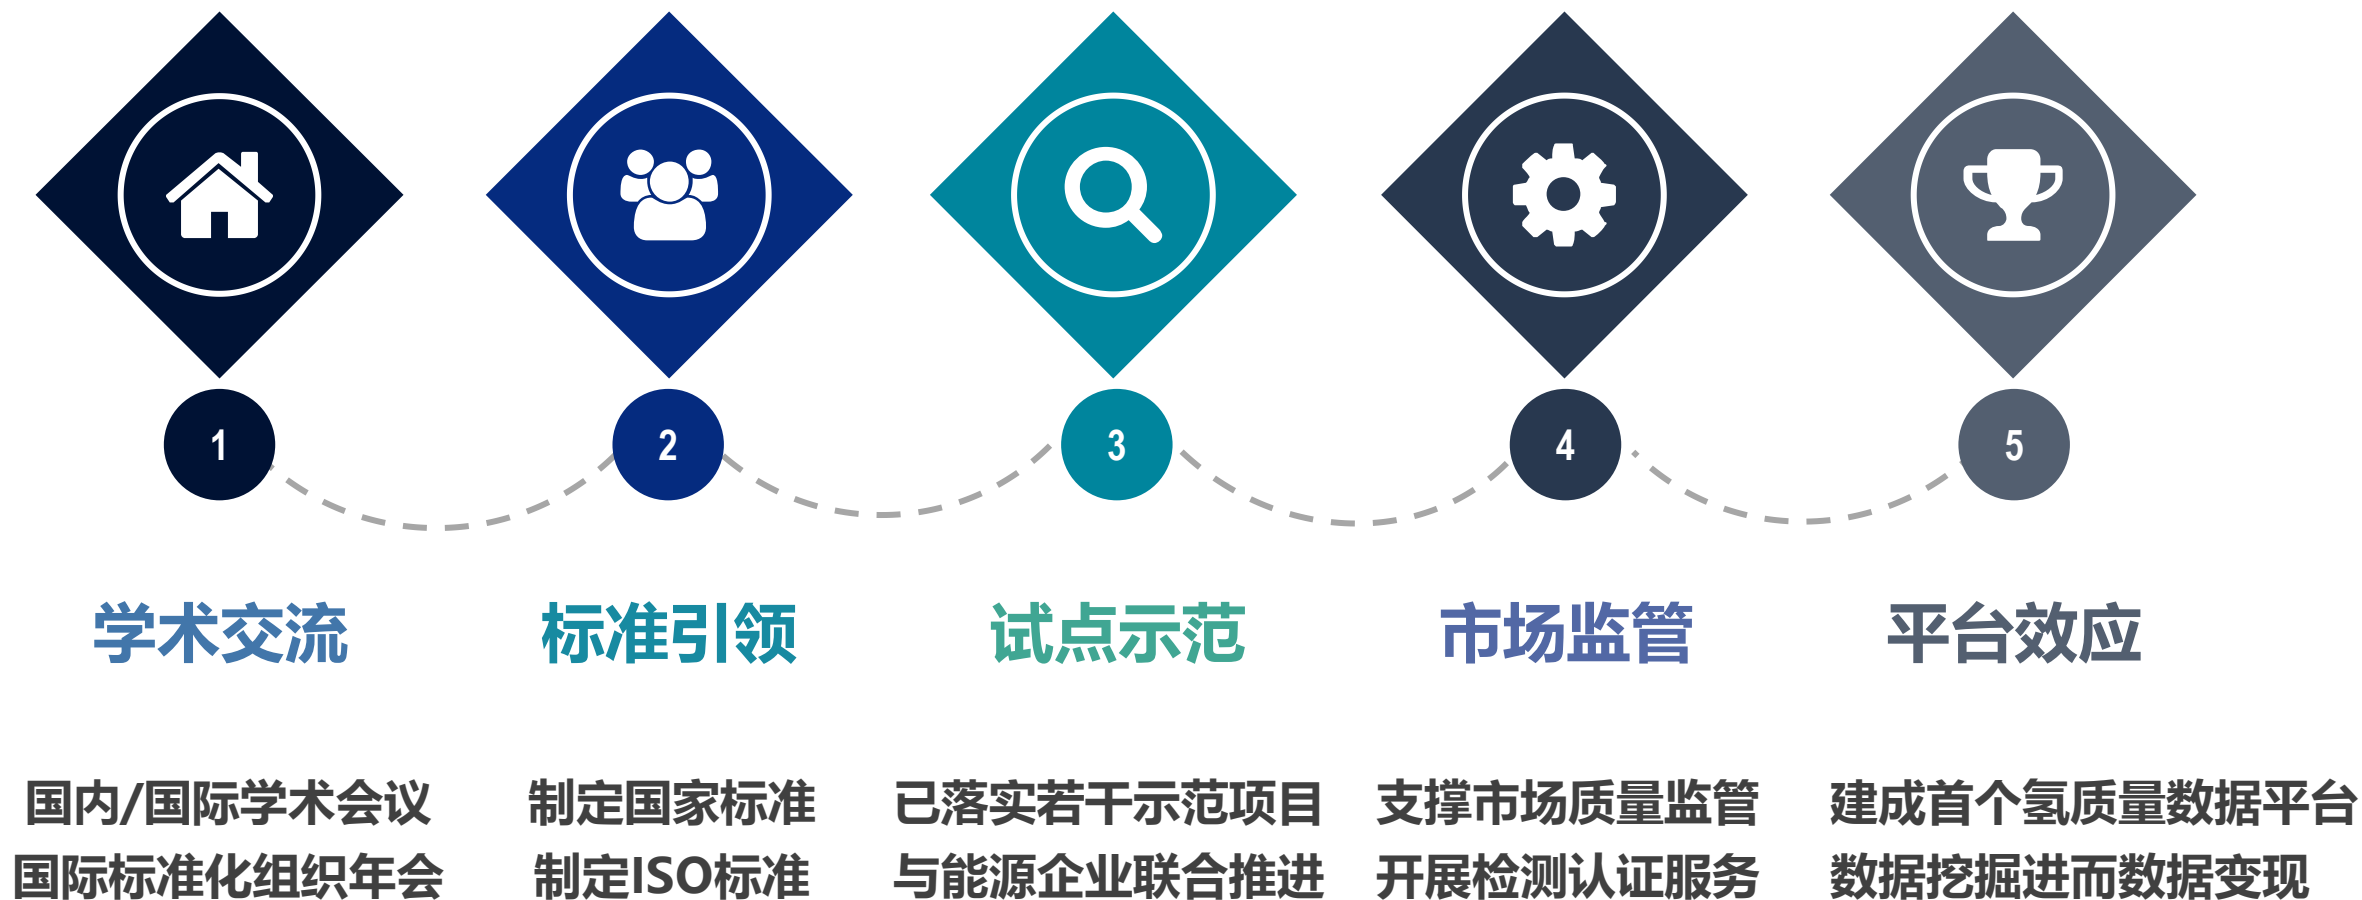 1
2
3
4
5
学术交流
标准引领
试点示范
市场监管
平台效应
国内/国际学术会议
国际标准化组织年会
制定国家标准
制定ISO标准
已落实若干示范项目
与能源企业联合推进
支撑市场质量监管
开展检测认证服务
建成首个氢质量数据平台
数据挖掘进而数据变现